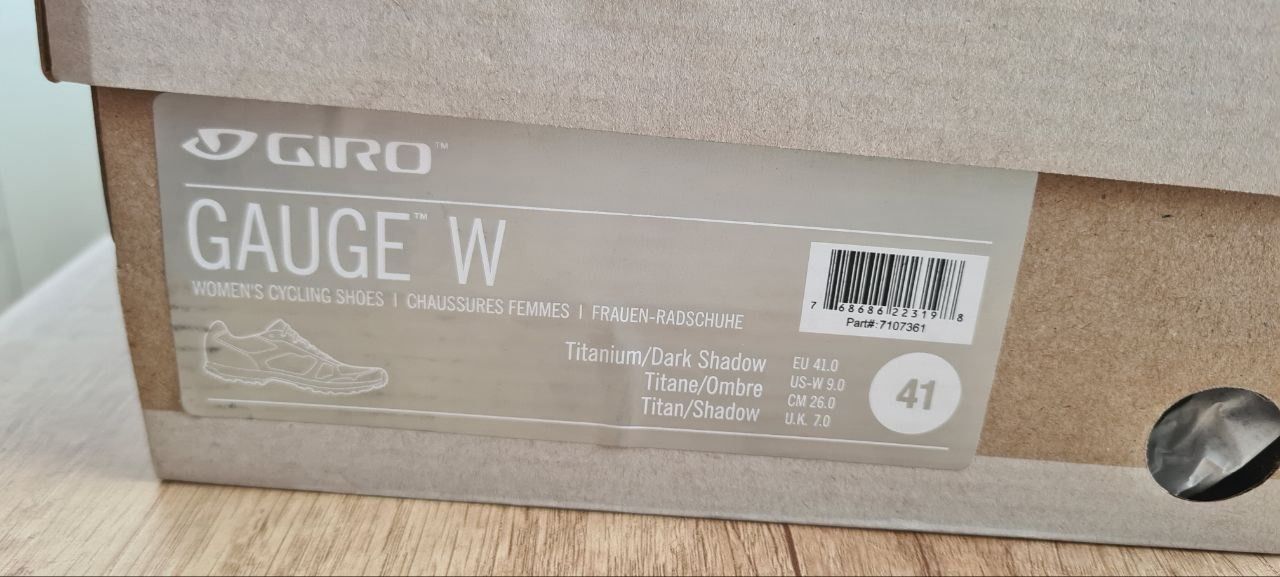 GIRO™
GAUGE™ W
WOMEN'S CYCLING SHOES | CHAUSSURES FEMMES | FRAUEN-RADSCHUHE
7 68686 22319 8
Part#:7107361
Titanium/Dark Shadow
Titane/Ombre
Titan/Shadow
EU 41.0
US-W 9.0
CM 26.0
U.K. 7.0
41